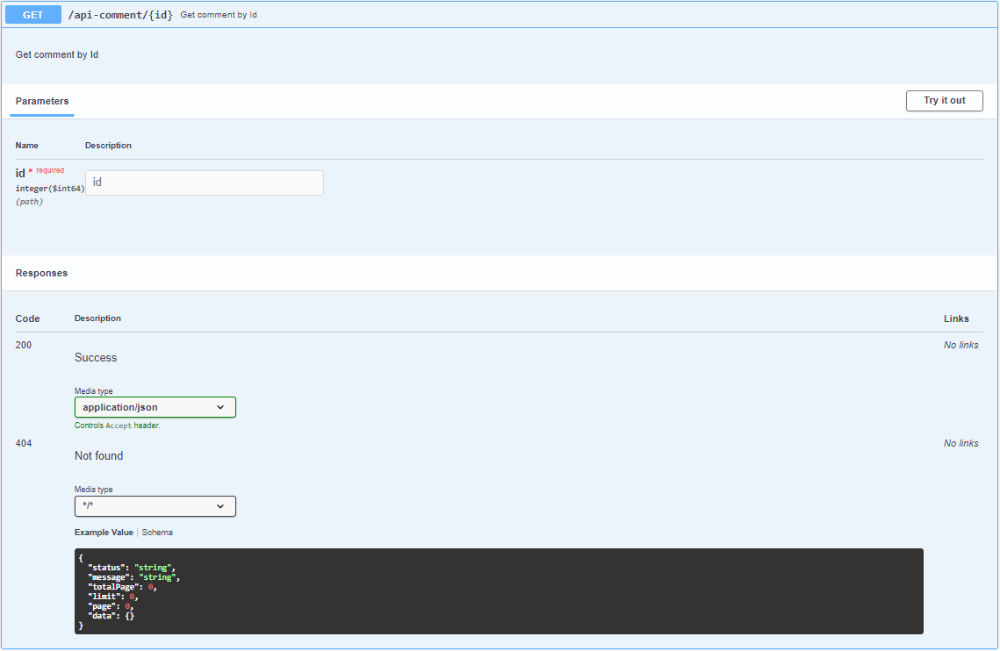 GET /api-comment/{id} Get comment by Id
Get comment by Id
Parameters Try it out
Name Description
id * required
integer($int64)
(path)
id
Responses
Code Description Links
200 No links
Success
Media type
application/json
Controls Accept header.
404 No links
Not found
Media type
*/*
Example Value Schema
{
  "status": "string",
  "message": "string",
  "totalPage": 0,
  "limit": 0,
  "page": 0,
  "data": {}
}